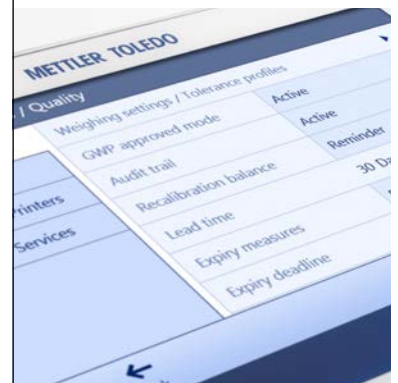 METTLER TOLEDO
/ Quality
Weighing settings / Tolerance profiles
GWP approved mode Active
Audit trail Active
Recalibration balance Reminder
Lead time 30 Da
Expiry measures
Expiry deadline
Printers
Services